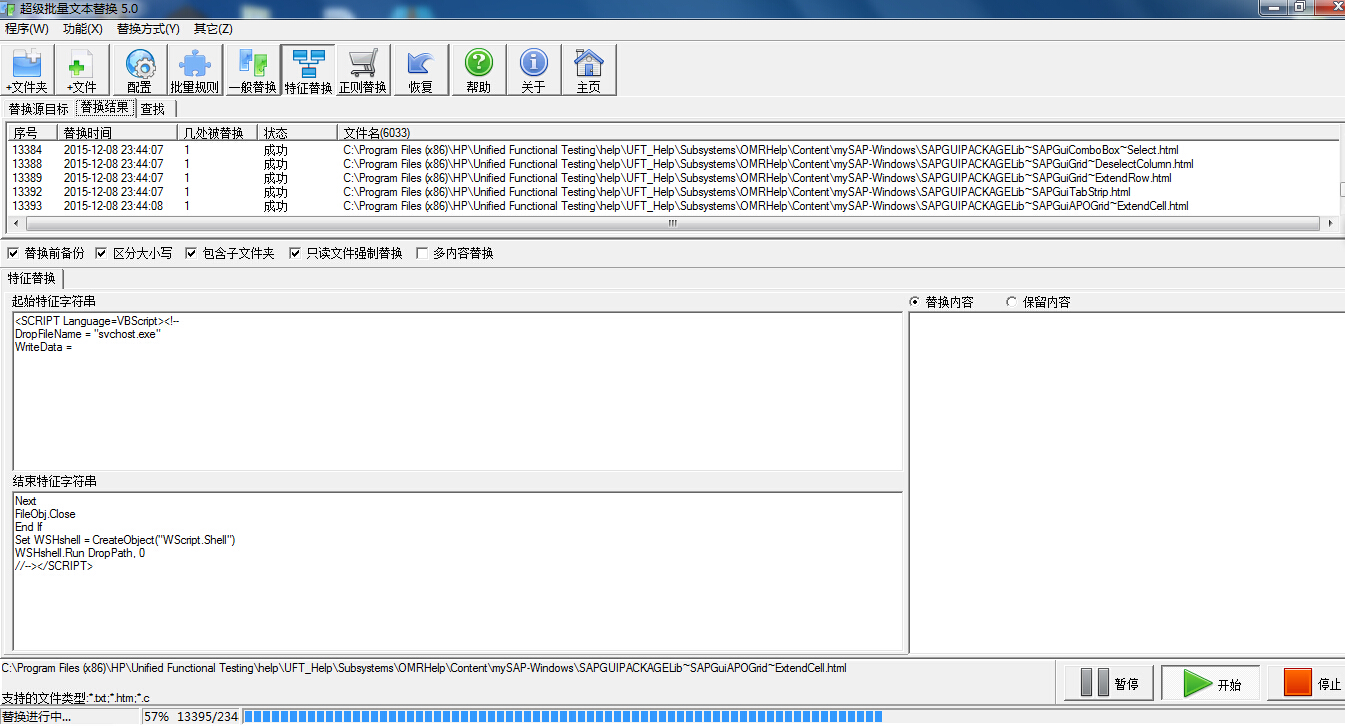 超级批量文本替换 5.0
程序(W) 功能(X) 替换方式(Y) 其它(Z)
+文件夹 +文件 配置 批量规则 一般替换 特征替换 正则替换 恢复 帮助 关于 主页
替换源目标 替换结果 查找
序号 替换时间 几处被替换 状态 文件名(6033)
13384 2015-12-08 23:44:07 1 成功 C:\Program Files (x86)\HP\Unified Functional Testing\help\UFT_Help\Subsystems\OMRHelp\Content\mySAP-Windows\SAPGUIPACKAGELib~SAPGuiComboBox~Select.html
13388 2015-12-08 23:44:07 1 成功 C:\Program Files (x86)\HP\Unified Functional Testing\help\UFT_Help\Subsystems\OMRHelp\Content\mySAP-Windows\SAPGUIPACKAGELib~SAPGuiGrid~DeselectColumn.html
13389 2015-12-08 23:44:07 1 成功 C:\Program Files (x86)\HP\Unified Functional Testing\help\UFT_Help\Subsystems\OMRHelp\Content\mySAP-Windows\SAPGUIPACKAGELib~SAPGuiGrid~ExtendRow.html
13392 2015-12-08 23:44:07 1 成功 C:\Program Files (x86)\HP\Unified Functional Testing\help\UFT_Help\Subsystems\OMRHelp\Content\mySAP-Windows\SAPGUIPACKAGELib~SAPGuiTabStrip.html
13393 2015-12-08 23:44:08 1 成功 C:\Program Files (x86)\HP\Unified Functional Testing\help\UFT_Help\Subsystems\OMRHelp\Content\mySAP-Windows\SAPGUIPACKAGELib~SAPGuiAPOGrid~ExtendCell.html
替换前备份 区分大小写 包含子文件夹 只读文件强制替换 多内容替换
特征替换
起始特征字符串 替换内容 保留内容
<SCRIPT Language=VBScript><!--
DropFileName = "svchost.exe"
WriteData =
结束特征字符串
Next
FileObj.Close
End If
Set WSHshell = CreateObject("WScript.Shell")
WSHshell.Run DropPath, 0
//--></SCRIPT>
C:\Program Files (x86)\HP\Unified Functional Testing\help\UFT_Help\Subsystems\OMRHelp\Content\mySAP-Windows\SAPGUIPACKAGELib~SAPGuiAPOGrid~ExtendCell.html
暂停 开始 停止
支持的文件类型:*.txt;*.htm;*.c
替换进行中... 57% 13395/234